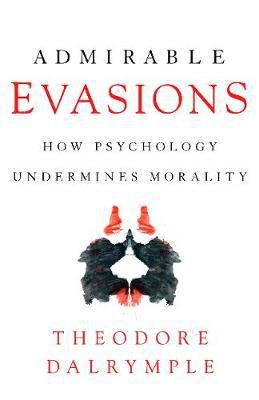 ADMIRABLE
EVASIONS
HOW PSYCHOLOGY
UNDERMINES MORALITY
THEODORE
DALRYMPLE